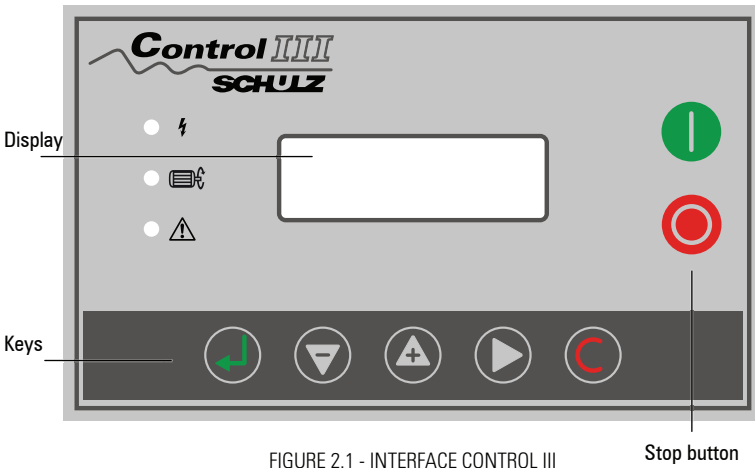 Control III
SCHULZ
Display
Keys
FIGURE 2.1 - INTERFACE CONTROL III
Stop button